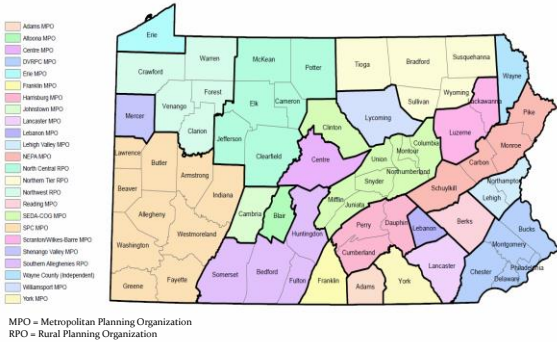 Adams MPO
Altoona MPO
Centre MPO
DVRPC MPO
Erie MPO
Franklin MPO
Harrisburg MPO
Johnstown MPO
Lancaster MPO
Lebanon MPO
Lehigh Valley MPO
NEPA MPO
North Central RPO
Northern Tier RPO
Northwest RPO
Reading MPO
SEDA-COG MPO
SPC MPO
Scranton/Wilkes-Barre MPO
Shenango Valley MPO
Southern Alleghenies RPO
Wayne County (Independent)
Williamsport MPO
York MPO
Erie
Crawford
Warren
McKean
Potter
Tioga
Bradford
Susquehanna
Wayne
Forest
Venango
Elk
Cameron
Sullivan
Wyoming
Lackawanna
Pike
Mercer
Clarion
Jefferson
Clinton
Lycoming
Luzerne
Monroe
Lawrence
Butler
Armstrong
Clearfield
Centre
Union
Montour
Columbia
Carbon
Northampton
Beaver
Indiana
Snyder
Northumberland
Schuylkill
Lehigh
Allegheny
Cambria
Blair
Mifflin
Juniata
Westmoreland
Huntingdon
Perry
Dauphin
Lebanon
Berks
Bucks
Washington
Cumberland
Montgomery
Somerset
Bedford
Fulton
Lancaster
Chester
Philadelphia
Delaware
Greene
Fayette
Franklin
Adams
York
MPO = Metropolitan Planning Organization
RPO = Rural Planning Organization